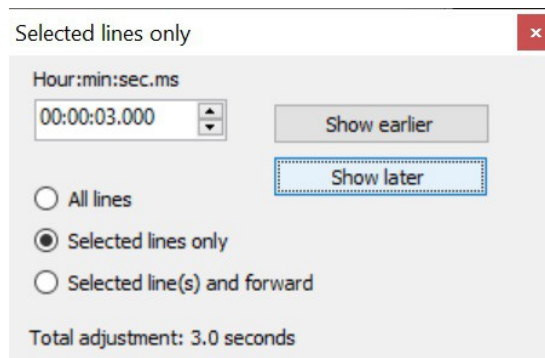 Selected lines only
Hour:min:sec.ms
00:00:03.000
Show earlier
Show later
All lines
Selected lines only
Selected line(s) and forward
Total adjustment: 3.0 seconds